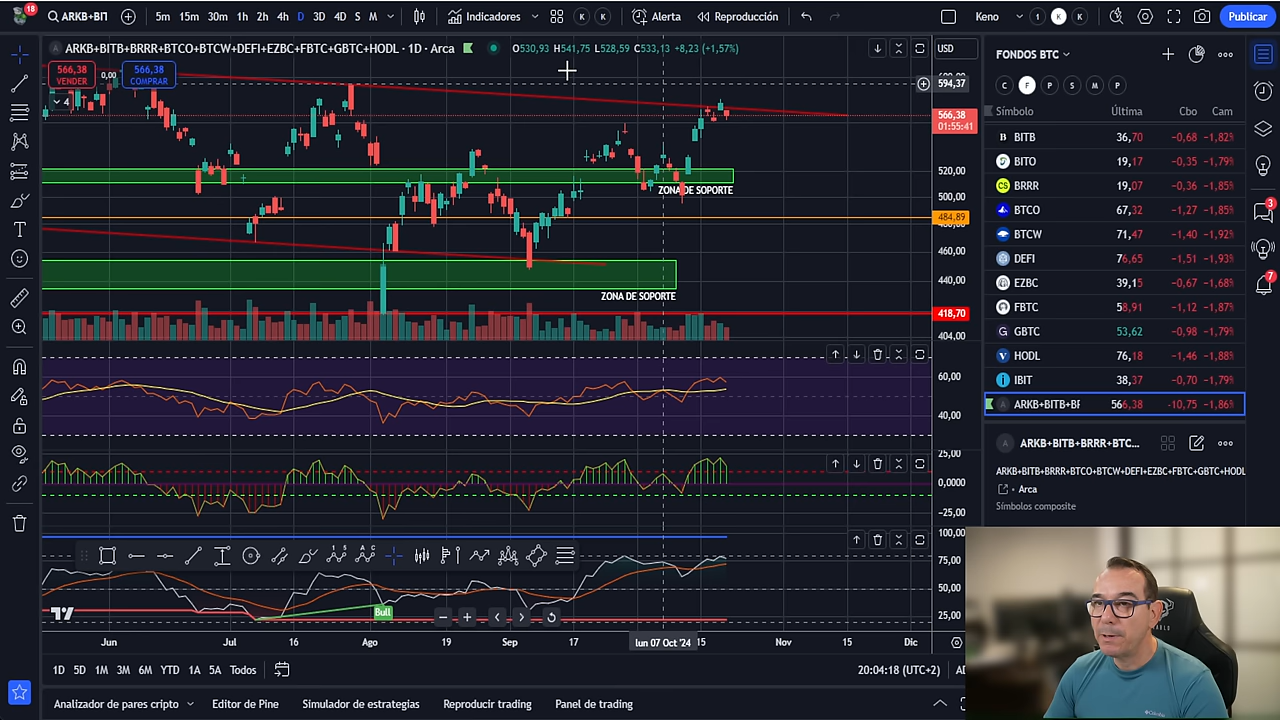 18
ARKB+BIT
5m 15m 30m 1h 2h 4h D 3D 4D S M
Indicadores
K K
Alerta
Reproducción
Keno
1 K K
Publicar
ARKB+BITB+BRRR+BTCO+BTCW+DEFI+EZBC+FBTC+GBTC+HODL · 1D · Arca
O530,93 H541,75 L528,59 C533,13 +8,23 (+1,57%)
USD
566,38
VENDER
0,00
566,38
COMPRAR
4
594,37
566,38
01:55:41
520,00
500,00
484,89
460,00
440,00
418,70
404,00
ZONA DE SOPORTE
ZONA DE SOPORTE
60,00
40,00
25,00
0,0000
−25,00
100,00
75,00
50,00
25,00
Bull
Jun Jul 16 Ago 19 Sep 17 lun 07 Oct '24 15 Nov 15 Dic
1D 5D 1M 3M 6M YTD 1A 5A Todos
20:04:18 (UTC+2)
Analizador de pares cripto Editor de Pine Simulador de estrategias Reproducir trading Panel de trading
FONDOS BTC
C F P S M P
Símbolo Última Cbo Cam
BITB 36,70 −0,68 −1,82%
BITO 19,17 −0,35 −1,79%
BRRR 19,07 −0,36 −1,85%
BTCO 67,32 −1,27 −1,85%
BTCW 71,47 −1,40 −1,92%
DEFI 76,65 −1,51 −1,93%
EZBC 39,15 −0,67 −1,68%
FBTC 58,91 −1,12 −1,87%
GBTC 53,62 −0,98 −1,79%
HODL 76,18 −1,46 −1,88%
IBIT 38,37 −0,70 −1,79%
ARKB+BITB+BF 566,38 −10,75 −1,86%
ARKB+BITB+BRRR+BTC...
ARKB+BITB+BRRR+BTCO+BTCW+DEFI+EZBC+FBTC+GBTC+HODL
Arca
Símbolos composite
3
7